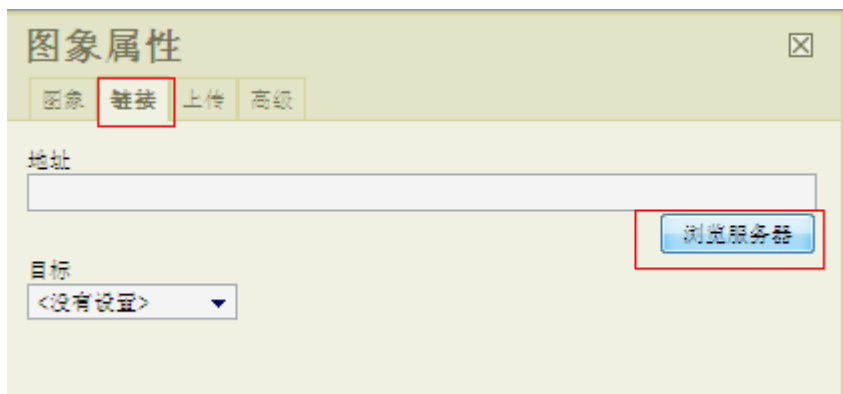 图象属性
图象 链接 上传 高级
地址
浏览服务器
目标
<没有设置>